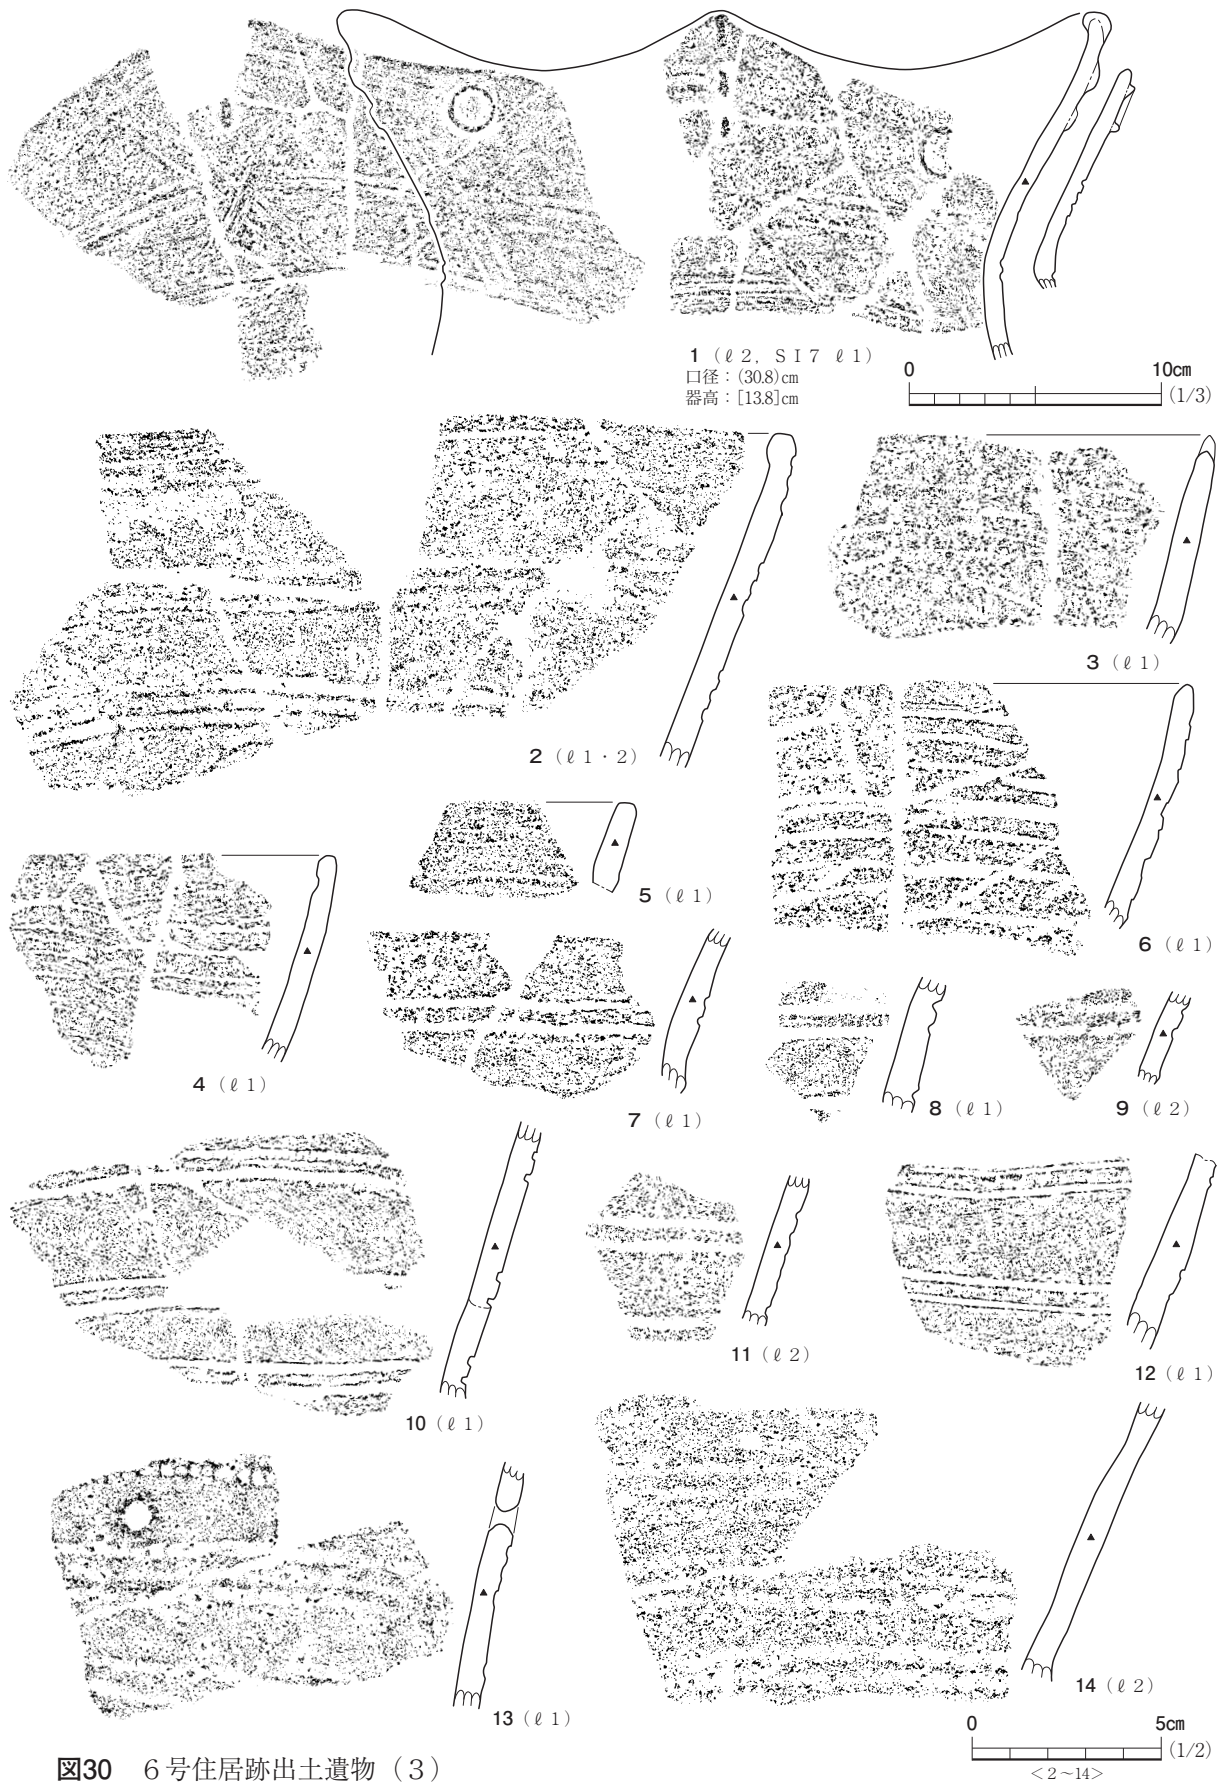 1（ℓ２，ＳＩ７ ℓ１）
口径：(30.8)cm
器高：[13.8]cm
0 10cm
(1/3)
2（ℓ１・２）
3（ℓ１）
4（ℓ１）
5（ℓ１）
6（ℓ１）
7（ℓ１）
8（ℓ１）
9（ℓ２）
10（ℓ１）
11（ℓ２）
12（ℓ１）
13（ℓ１）
14（ℓ２）
0 5cm
(1/2)
＜２～14＞
図30　６号住居跡出土遺物（３）